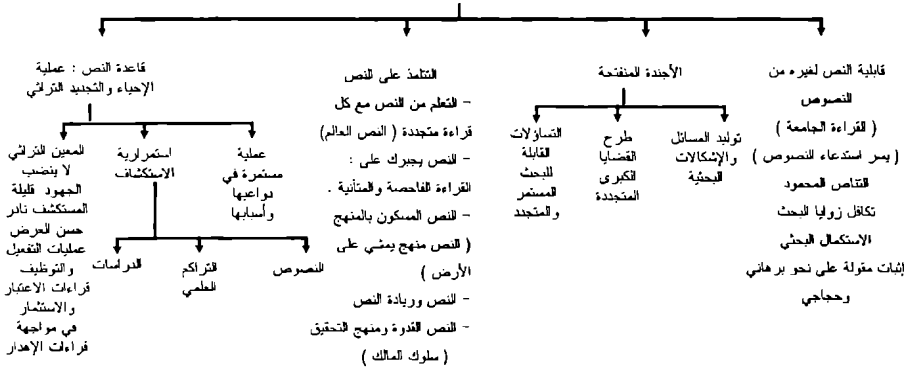 قابلية النص لغيره من
النصوص
( القراءة الجامعة )
( يسر استدعاء للنصوص )
التناص المحمود
تكافل زوايا البحث
الاستكمال البحثي
إثبات مقولة على نحو برهاني
وحجاجي
الأجندة المنفتحة
توليد المسائل
والإشكالات
البحثية
طرح
القضايا
الكبرى
المتجددة
التساؤلات
القابلة
للبحث
المستمر
والمتجدد
التتلمذ على النص
- التعلم من النص مع كل
قراءة متجددة ( النص العالم)
- النص يجبرك على :
القراءة الفاحصة والمتأنية .
- النص المسكون بالمنهج
( النص منهج يمشي على
الأرض )
- النص وريادة النص
- النص القدوة ومنهج التحقيق
( سلوك المالك )
قاعدة النص : عملية
الإحياء والتجديد التراثي
عملية
مستمرة في
دواعيها
وأسبابها
استمرارية
الاستكشاف
النصوص
التراكم
العلمي
الدراسات
المعين التراثي
لا ينضب
الجهود قليلة
المستكشف نادر
حسن العرض
عمليات التفعيل
والتوظيف
قراءات الاعتبار
والاستثمار
في مواجهة
قراءات الإهدار